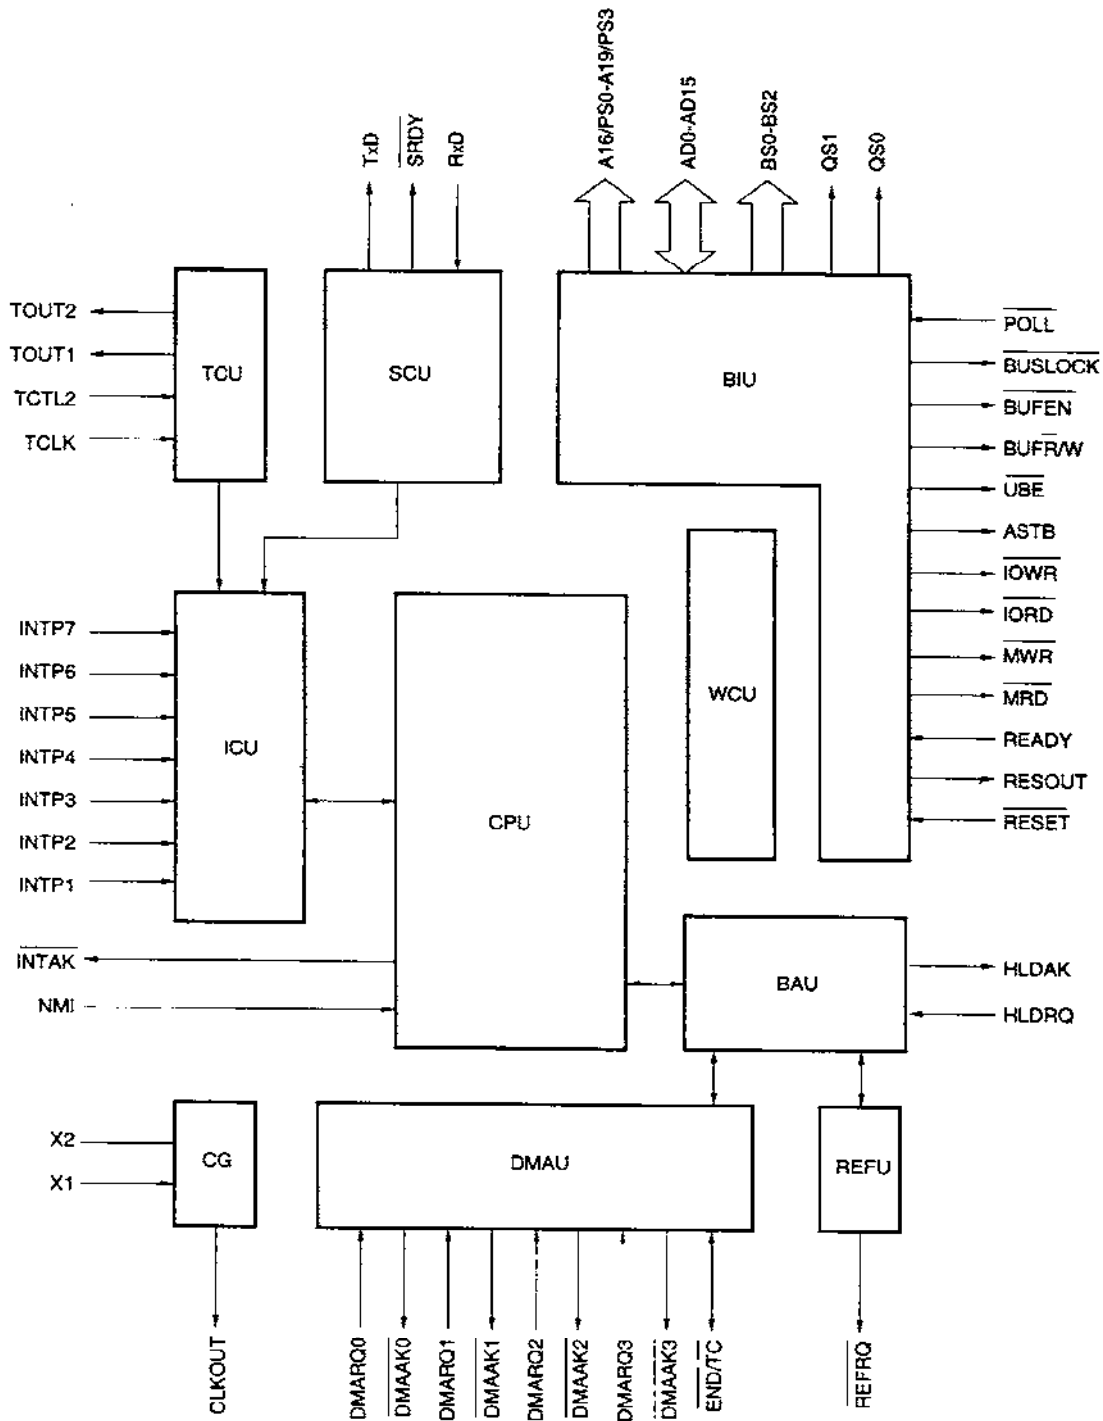 TxD
SRDY
RxD
A16/PS0-A19/PS3
AD0-AD15
BS0-BS2
QS1
QS0
TOUT2
TOUT1
TCTL2
TCLK
TCU
SCU
BIU
POLL
BUSLOCK
BUFEN
BUFR/W
UBE
ASTB
IOWR
IORD
MWR
MRD
READY
RESOUT
RESET
INTP7
INTP6
INTP5
INTP4
INTP3
INTP2
INTP1
ICU
CPU
WCU
INTAK
NMI
BAU
HLDAK
HLDRQ
X2
X1
CG
DMAU
REFU
CLKOUT
DMARQ0
DMAAK0
DMARQ1
DMAAK1
DMARQ2
DMAAK2
DMARQ3
DMAAK3
END/TC
REFRQ